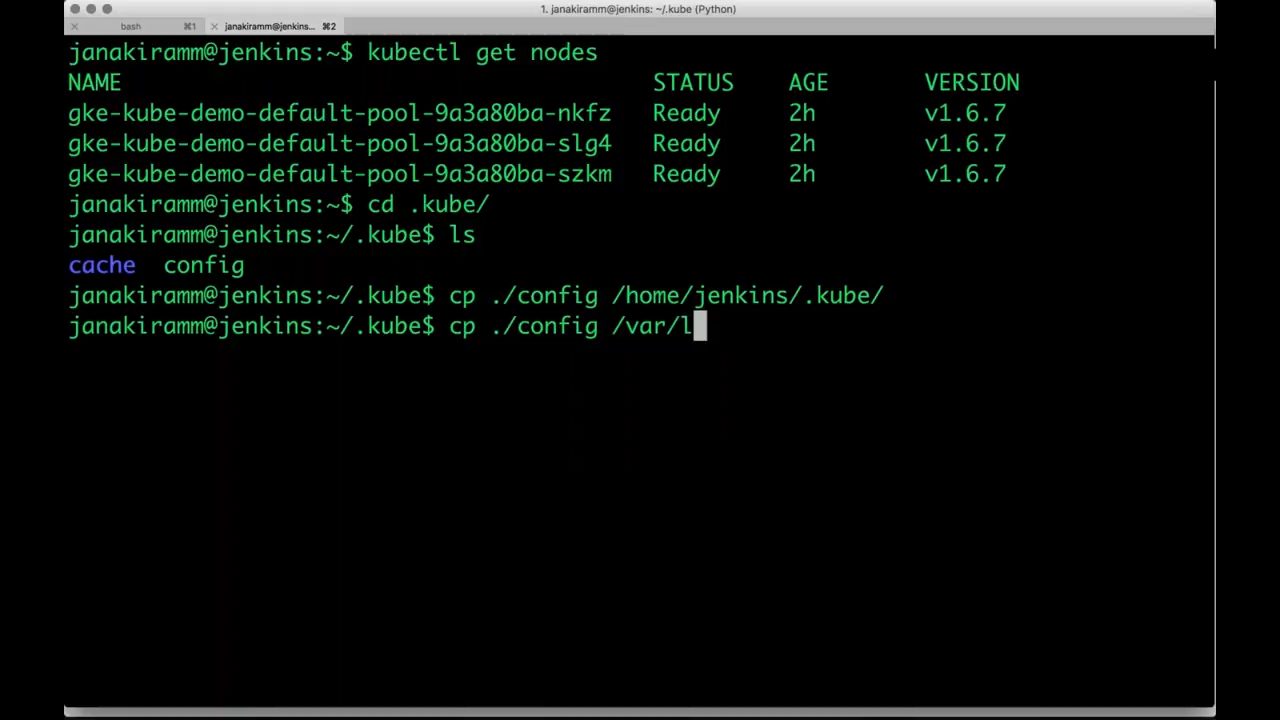 1. janakiramm@jenkins: ~/.kube (Python)
bash ⌘1 janakiramm@jenkins... ⌘2
janakiramm@jenkins:~$ kubectl get nodes
NAME STATUS AGE VERSION
gke-kube-demo-default-pool-9a3a80ba-nkfz Ready 2h v1.6.7
gke-kube-demo-default-pool-9a3a80ba-slg4 Ready 2h v1.6.7
gke-kube-demo-default-pool-9a3a80ba-szkm Ready 2h v1.6.7
janakiramm@jenkins:~$ cd .kube/
janakiramm@jenkins:~/.kube$ ls
cache config
janakiramm@jenkins:~/.kube$ cp ./config /home/jenkins/.kube/
janakiramm@jenkins:~/.kube$ cp ./config /var/l